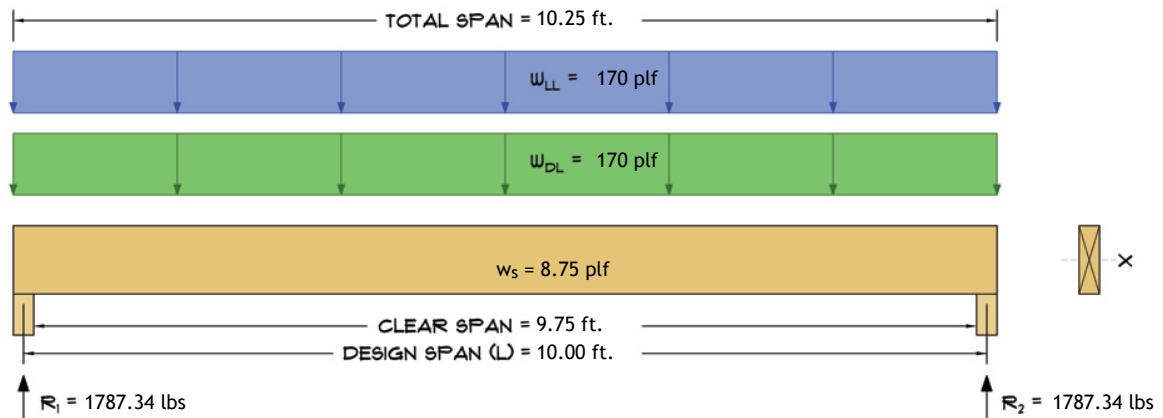 TOTAL SPAN = 10.25 ft.
WLL = 170 plf
WDL = 170 plf
ws = 8.75 plf
X
CLEAR SPAN = 9.75 ft.
DESIGN SPAN (L) = 10.00 ft.
R1 = 1787.34 lbs
R2 = 1787.34 lbs